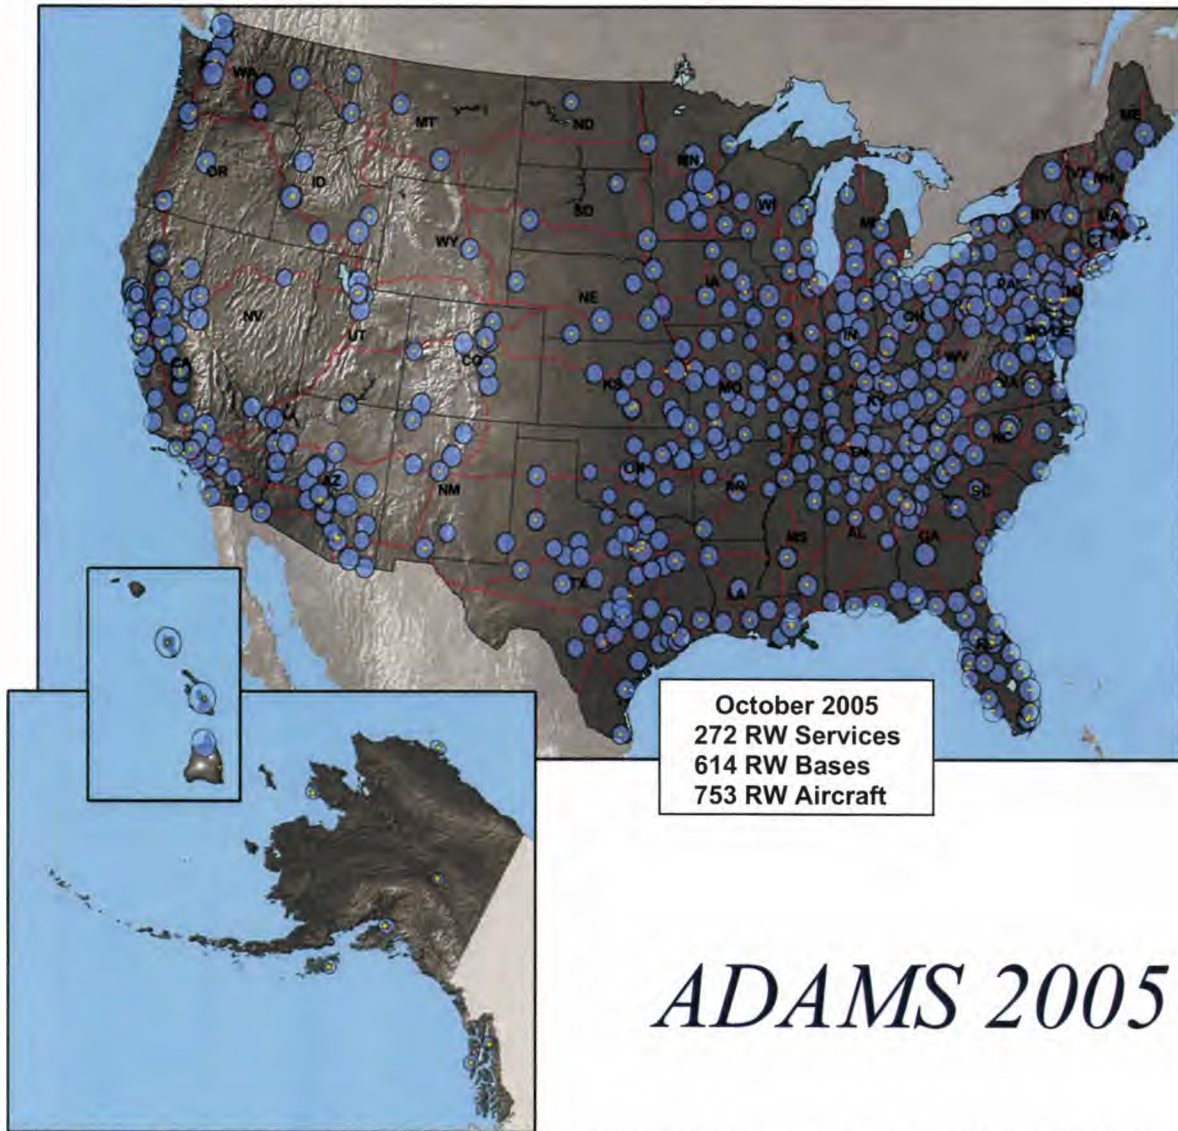 WA
MT
ND
MN
ME
OR
ID
SD
WI
MI
VT
NH
NY
MA
CT
RI
WY
IA
PA
NJ
NV
UT
NE
OH
IN
MD/DE
CA
CO
KS
MO
WV
VA
KY
AZ
NM
OK
AR
TN
NC
SC
MS
AL
GA
TX
LA
FL
October 2005
272 RW Services
614 RW Bases
753 RW Aircraft
ADAMS 2005